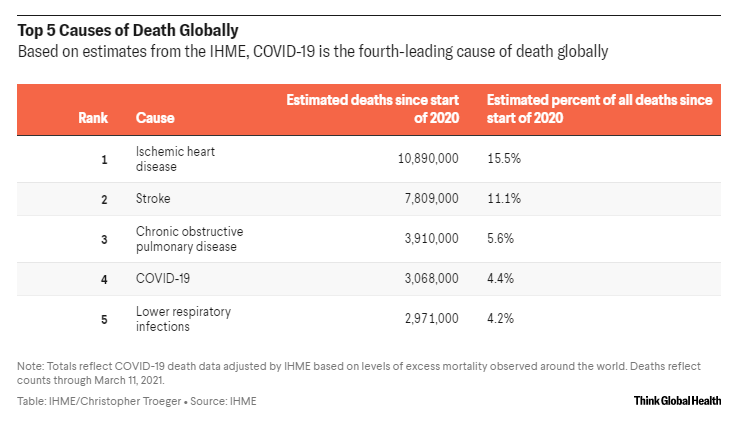 Top 5 Causes of Death Globally
Based on estimates from the IHME, COVID-19 is the fourth-leading cause of death globally
Rank Cause Estimated deaths since start of 2020 Estimated percent of all deaths since start of 2020
1 Ischemic heart disease 10,890,000 15.5%
2 Stroke 7,809,000 11.1%
3 Chronic obstructive pulmonary disease 3,910,000 5.6%
4 COVID-19 3,068,000 4.4%
5 Lower respiratory infections 2,971,000 4.2%
Note: Totals reflect COVID-19 death data adjusted by IHME based on levels of excess mortality observed around the world. Deaths reflect
counts through March 11, 2021.
Table: IHME/Christopher Troeger • Source: IHME
Think Global Health